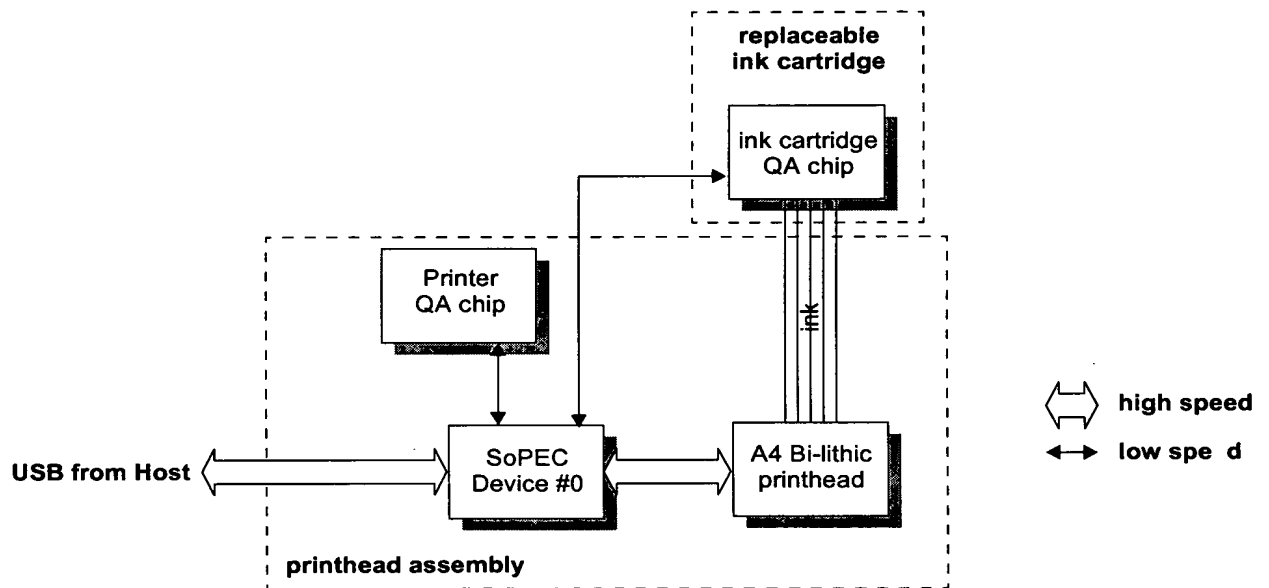 replaceable
ink cartridge
ink cartridge
QA chip
Printer
QA chip
ink
high speed
low spe d
USB from Host
SoPEC
Device #0
A4 Bi-lithic
printhead
printhead assembly